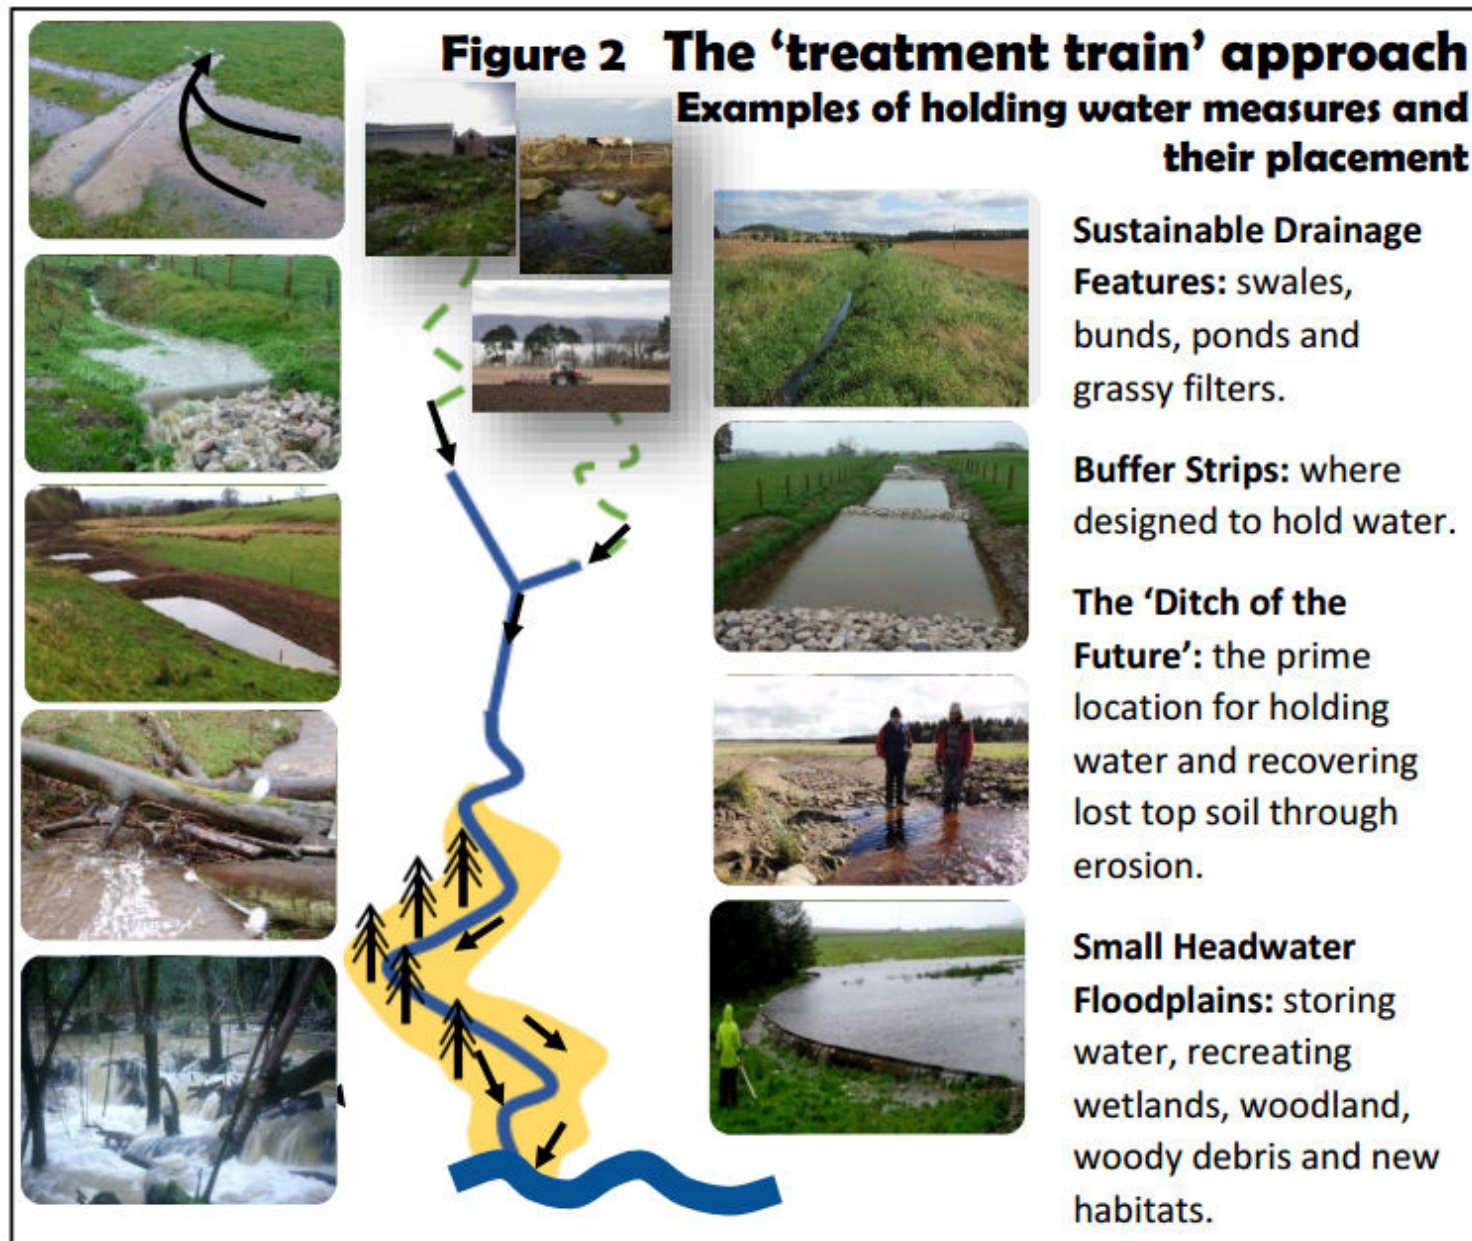 Figure 2 The ‘treatment train’ approach
Examples of holding water measures and
their placement
Sustainable Drainage
Features: swales,
bunds, ponds and
grassy filters.
Buffer Strips: where
designed to hold water.
The ‘Ditch of the
Future’: the prime
location for holding
water and recovering
lost top soil through
erosion.
Small Headwater
Floodplains: storing
water, recreating
wetlands, woodland,
woody debris and new
habitats.